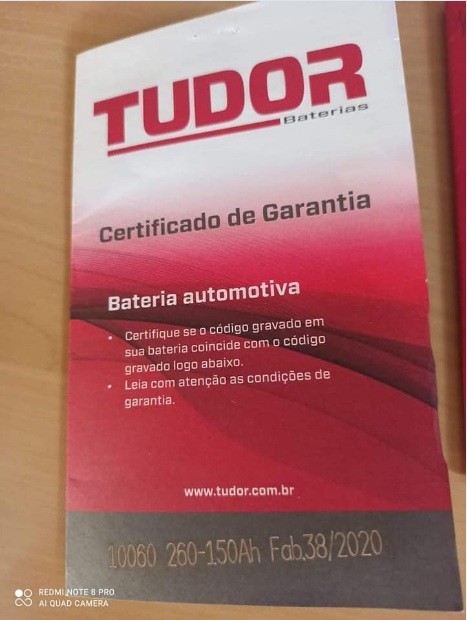 TUDOR
Baterias
Certificado de Garantia
Bateria automotiva
• Certifique se o código gravado em
sua bateria coincide com o código
gravado logo abaixo.
• Leia com atenção as condições de
garantia.
www.tudor.com.br
10060 260-150Ah Fab.38/2020
REDMI NOTE 8 PRO
AI QUAD CAMERA